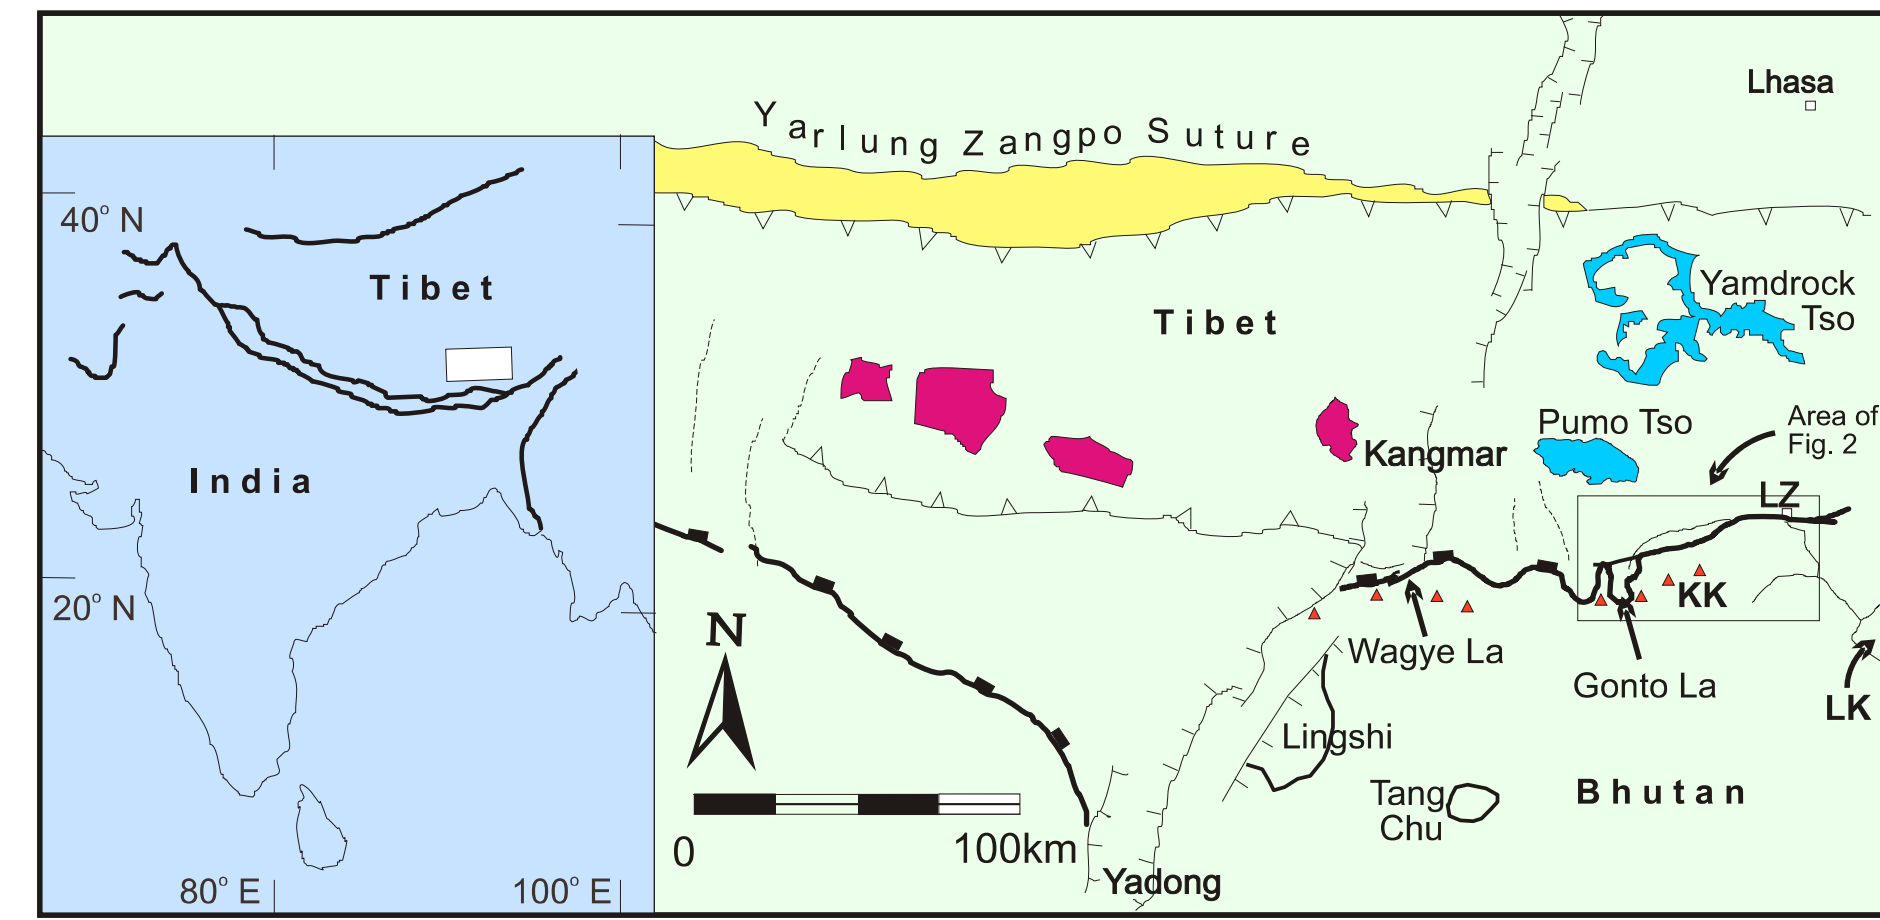 Lhasa
Yarlung Zangpo Suture
40° N
Tibet
Yamdrock
Tso
Tibet
Pumo Tso
Area of
Fig. 2
Kangmar
India
LZ
KK
20° N
N
Wagye La
Gonto La
LK
Lingshi
Bhutan
Tang
Chu
0
100km
Yadong
80° E
100° E